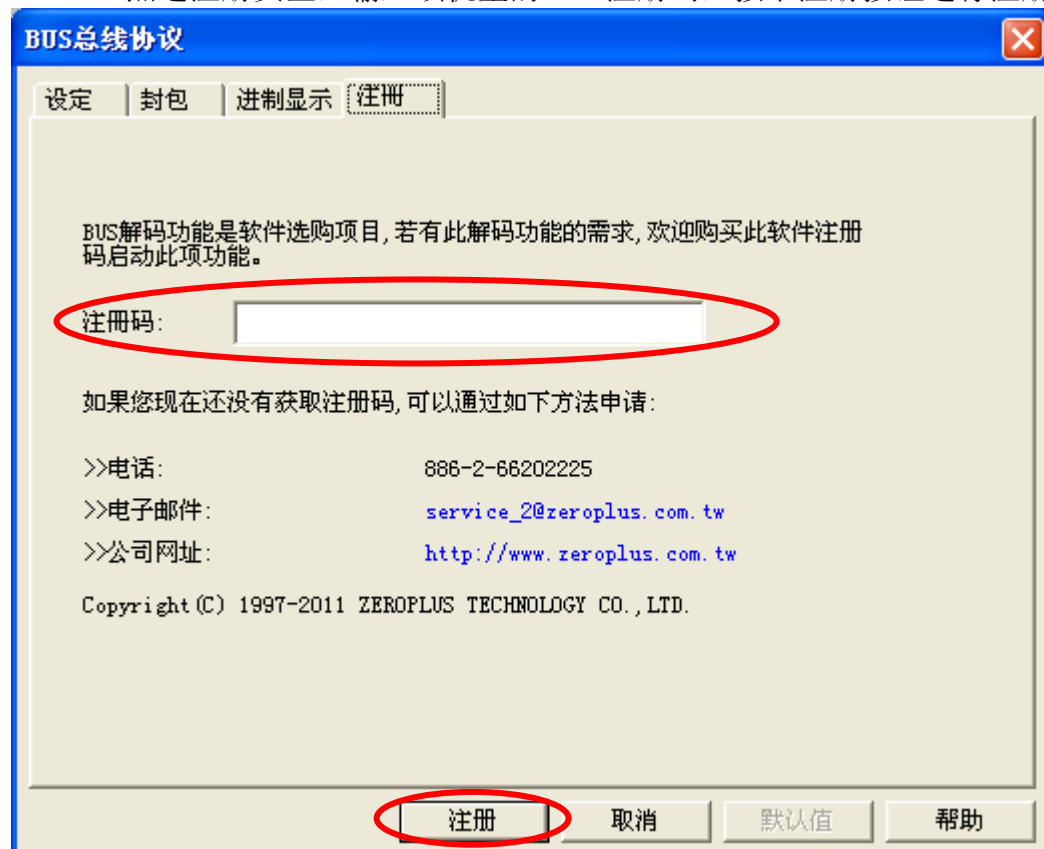 BUS总线协议
设定 封包 进制显示 注册
BUS解码功能是软件选购项目,若有此解码功能的需求,欢迎购买此软件注册
码启动此项功能。
注册码:
如果您现在还没有获取注册码,可以通过如下方法申请:
>>电话: 886-2-66202225
>>电子邮件: service_2@zeroplus.com.tw
>>公司网址: http://www.zeroplus.com.tw
Copyright(C) 1997-2011 ZEROPLUS TECHNOLOGY CO.,LTD.
注册 取消 默认值 帮助